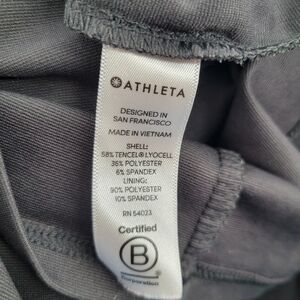 ATHLETA
DESIGNED IN
SAN FRANCISCO
MADE IN VIETNAM
SHELL:
58% TENCEL® LYOCELL
36% POLYESTER
6% SPANDEX
LINING:
90% POLYESTER
10% SPANDEX
RN 54023
Certified
B
Corporation